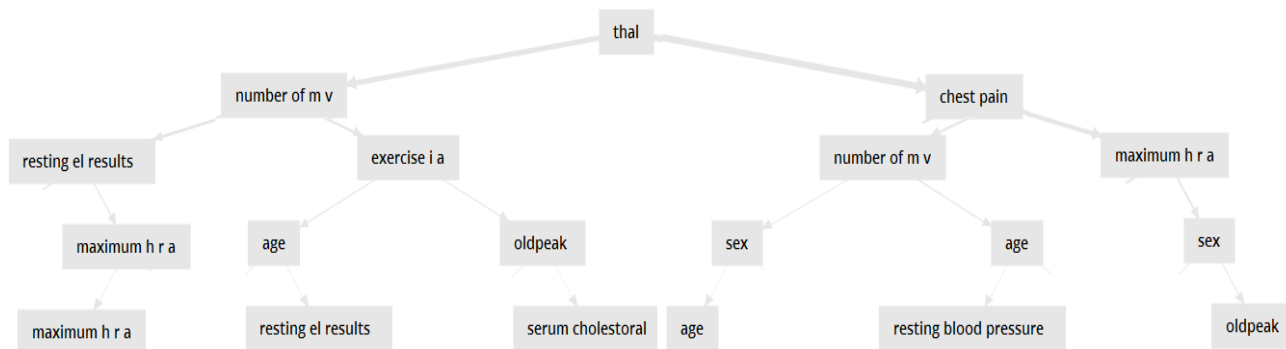 thal
number of m v
chest pain
resting el results
exercise i a
number of m v
maximum h r a
maximum h r a
age
oldpeak
sex
age
sex
maximum h r a
resting el results
serum cholestoral
age
resting blood pressure
oldpeak